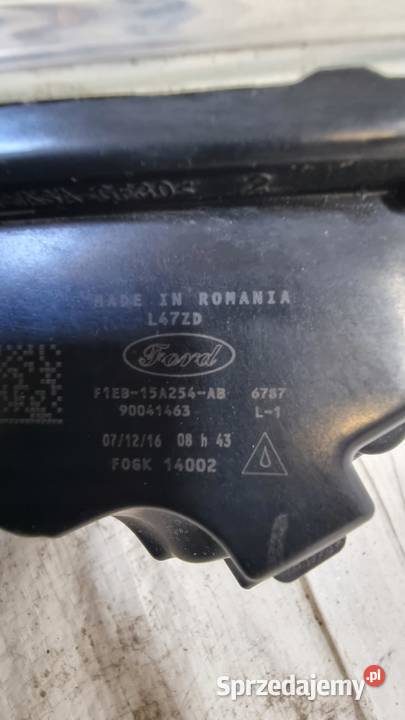 MADE IN ROMANIA
L47ZD
Ford
F1EB-15A254-AB 6787
90041463 L-1
07/12/16 08 h 43
FOGK 14002
Sprzedajemy.pl